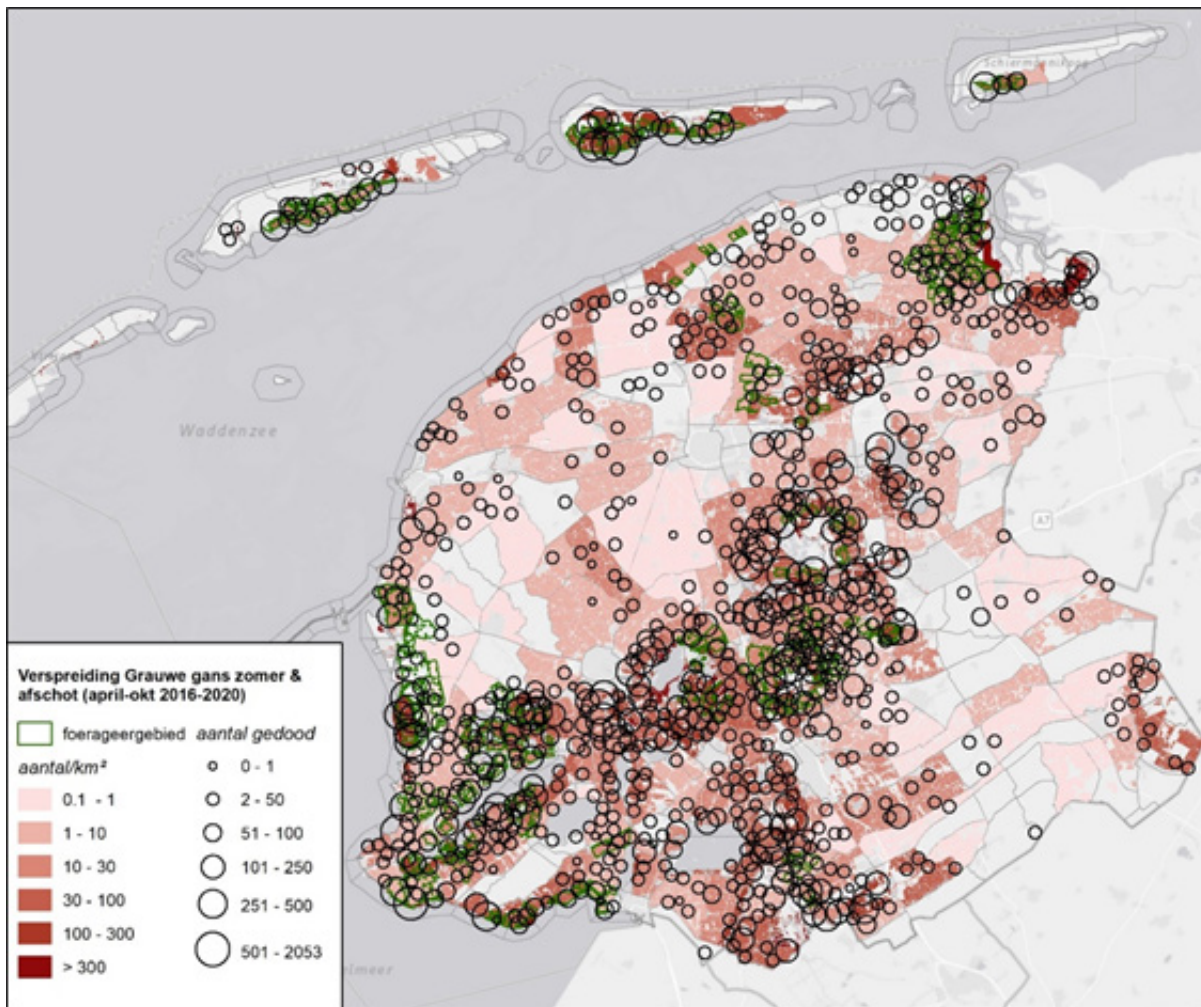 Schiermonnikoog
Waddenzee
A7
Verspreiding Grauwe gans zomer &
afschot (april-okt 2016-2020)
foerageergebied aantal gedood
aantal/km²
0 - 1
0.1 - 1
2 - 50
1 - 10
51 - 100
10 - 30
101 - 250
30 - 100
251 - 500
100 - 300
501 - 2053
> 300
elmeer